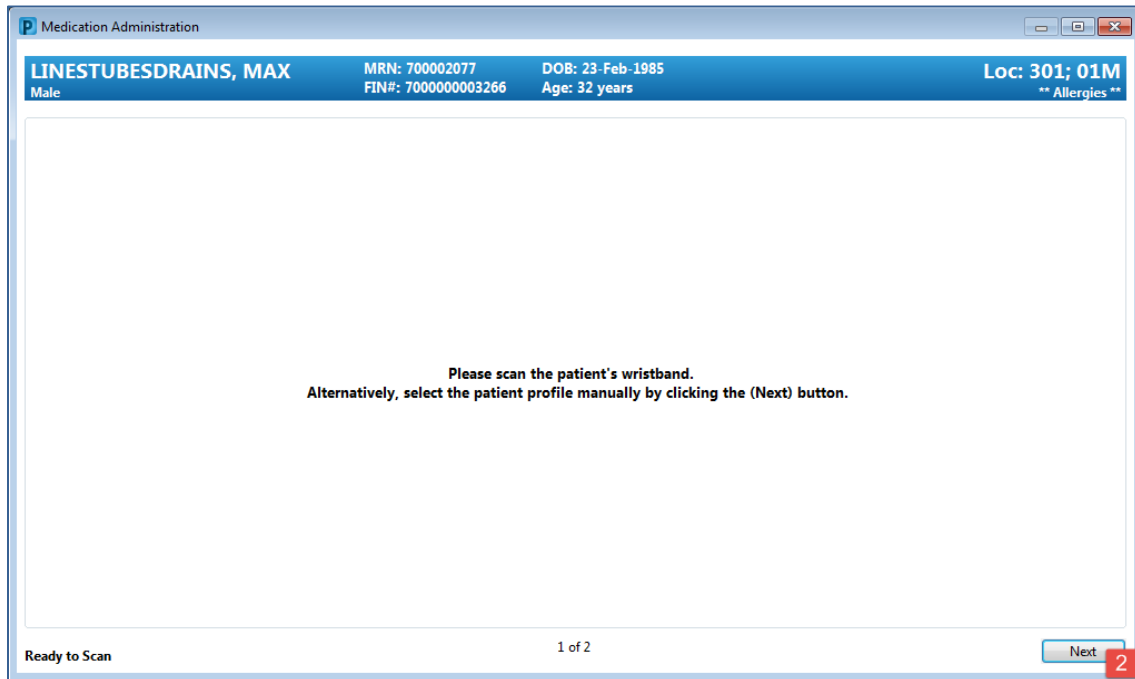 P Medication Administration
LINESTUBESDRAINS, MAX MRN: 700002077 DOB: 23-Feb-1985 Loc: 301; 01M
Male FIN#: 7000000003266 Age: 32 years ** Allergies **
Please scan the patient's wristband.
Alternatively, select the patient profile manually by clicking the (Next) button.
Ready to Scan 1 of 2 Next 2